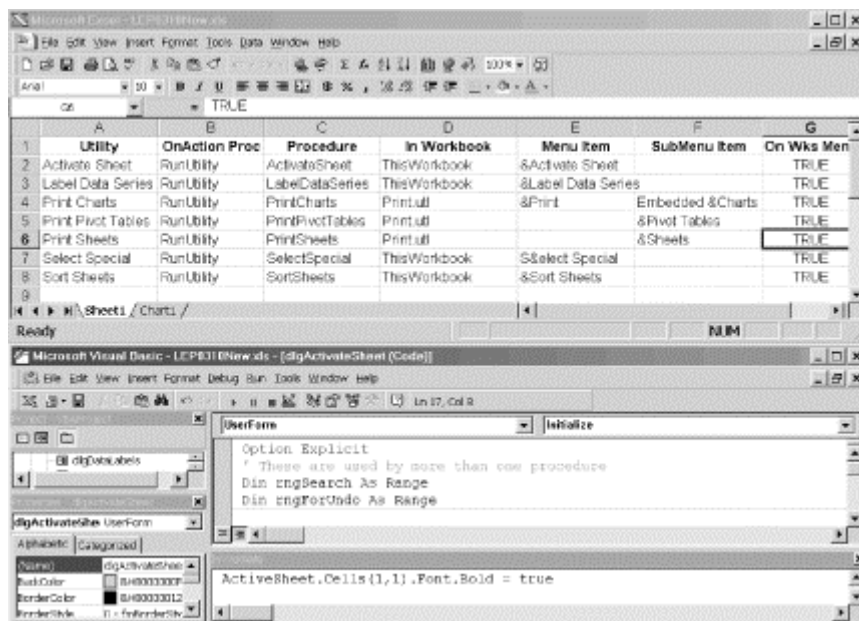 Microsoft Excel - LEP0310New.xls
File Edit View Insert Format Tools Data Window Help
100%
Arial 10 B I U
G6 = TRUE
A B C D E F G
1 Utility OnAction Proc Procedure In Workbook Menu Item SubMenu Item On Wks Men
2 Activate Sheet RunUtility ActivateSheet ThisWorkbook &Activate Sheet TRUE
3 Label Data Series RunUtility LabelDataSeries ThisWorkbook &Label Data Series TRUE
4 Print Charts RunUtility PrintCharts Print.utl &Print Embedded &Charts TRUE
5 Print Pivot Tables RunUtility PrintPivotTables Print.utl &Pivot Tables TRUE
6 Print Sheets RunUtility PrintSheets Print.utl &Sheets TRUE
7 Select Special RunUtility SelectSpecial ThisWorkbook S&elect Special TRUE
8 Sort Sheets RunUtility SortSheets ThisWorkbook &Sort Sheets TRUE
9
Sheet1 / Chart1 /
Ready NUM
Microsoft Visual Basic - LEP0310New.xls - [dlgActivateSheet (Code)]
File Edit View Insert Format Debug Run Tools Window Help
Ln 17, Col 8
UserForm Initialize
dlgDataLabels
Option Explicit
' These are used by more than one procedure
Dim rngSearch As Range
Dim rngForUndo As Range
dlgActivateShe UserForm
Alphabetic Categorized
(Name) dlgActivateShee
BackColor &H8000000F
BorderColor &H80000012
BorderStyle 0 - fmBorderSty
ActiveSheet.Cells(1,1).Font.Bold = true